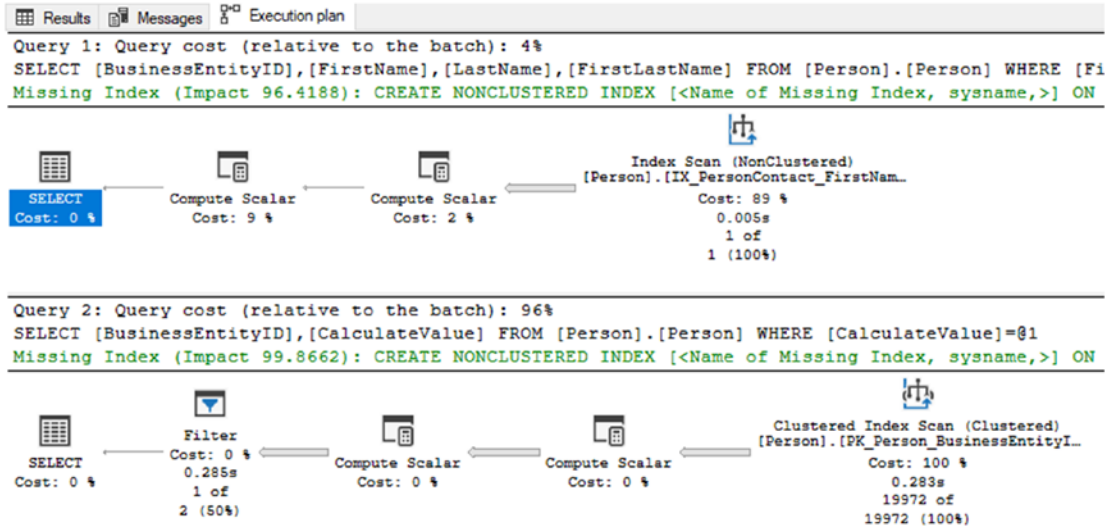 Results Messages Execution plan
Query 1: Query cost (relative to the batch): 4%
SELECT [BusinessEntityID],[FirstName],[LastName],[FirstLastName] FROM [Person].[Person] WHERE [Fi
Missing Index (Impact 96.4188): CREATE NONCLUSTERED INDEX [<Name of Missing Index, sysname,>] ON
SELECT
Cost: 0 %
Compute Scalar
Cost: 9 %
Compute Scalar
Cost: 2 %
Index Scan (NonClustered)
[Person].[IX_PersonContact_FirstNam…
Cost: 89 %
0.005s
1 of
1 (100%)
Query 2: Query cost (relative to the batch): 96%
SELECT [BusinessEntityID],[CalculateValue] FROM [Person].[Person] WHERE [CalculateValue]=@1
Missing Index (Impact 99.8662): CREATE NONCLUSTERED INDEX [<Name of Missing Index, sysname,>] ON
SELECT
Cost: 0 %
Filter
Cost: 0 %
0.285s
1 of
2 (50%)
Compute Scalar
Cost: 0 %
Compute Scalar
Cost: 0 %
Clustered Index Scan (Clustered)
[Person].[PK_Person_BusinessEntityI…
Cost: 100 %
0.283s
19972 of
19972 (100%)